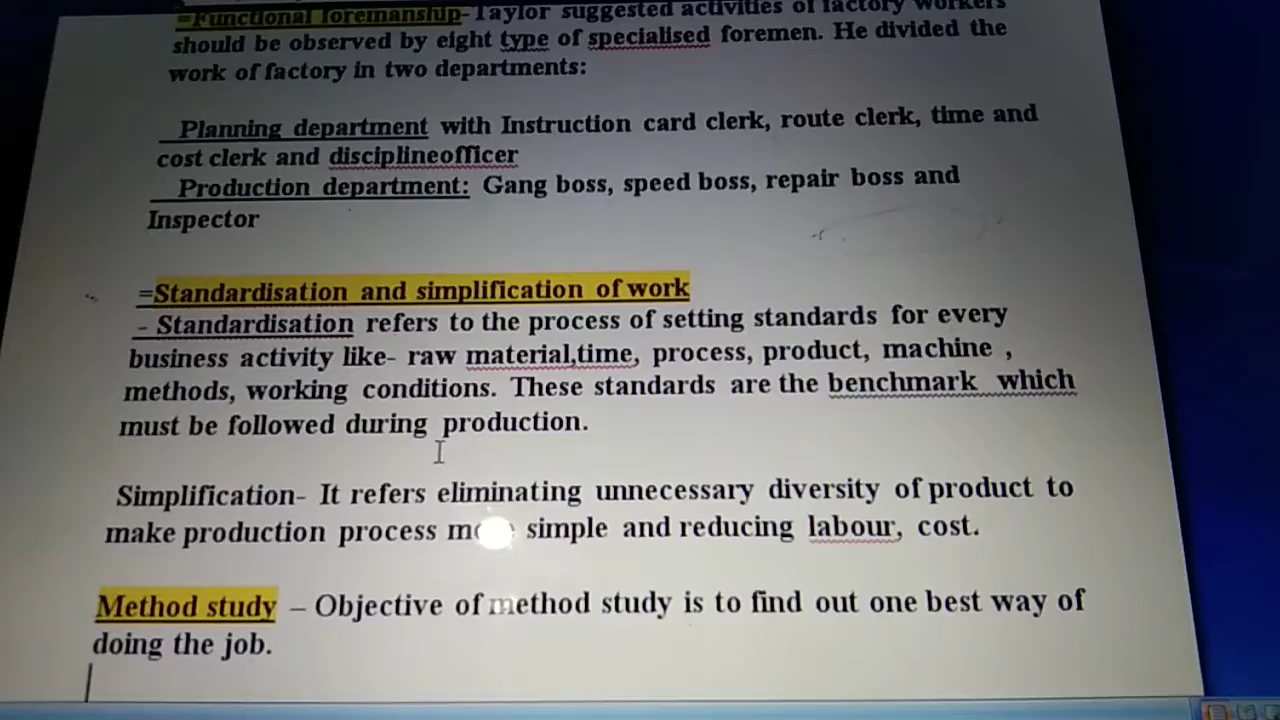 =Functional foremanship-Taylor suggested activities of factory workers
should be observed by eight type of specialised foremen. He divided the
work of factory in two departments:
Planning department with Instruction card clerk, route clerk, time and
cost clerk and disciplineofficer
Production department: Gang boss, speed boss, repair boss and
Inspector
=Standardisation and simplification of work
- Standardisation refers to the process of setting standards for every
business activity like- raw material,time, process, product, machine ,
methods, working conditions. These standards are the benchmark which
must be followed during production.
Simplification- It refers eliminating unnecessary diversity of product to
make production process more simple and reducing labour, cost.
Method study – Objective of method study is to find out one best way of
doing the job.